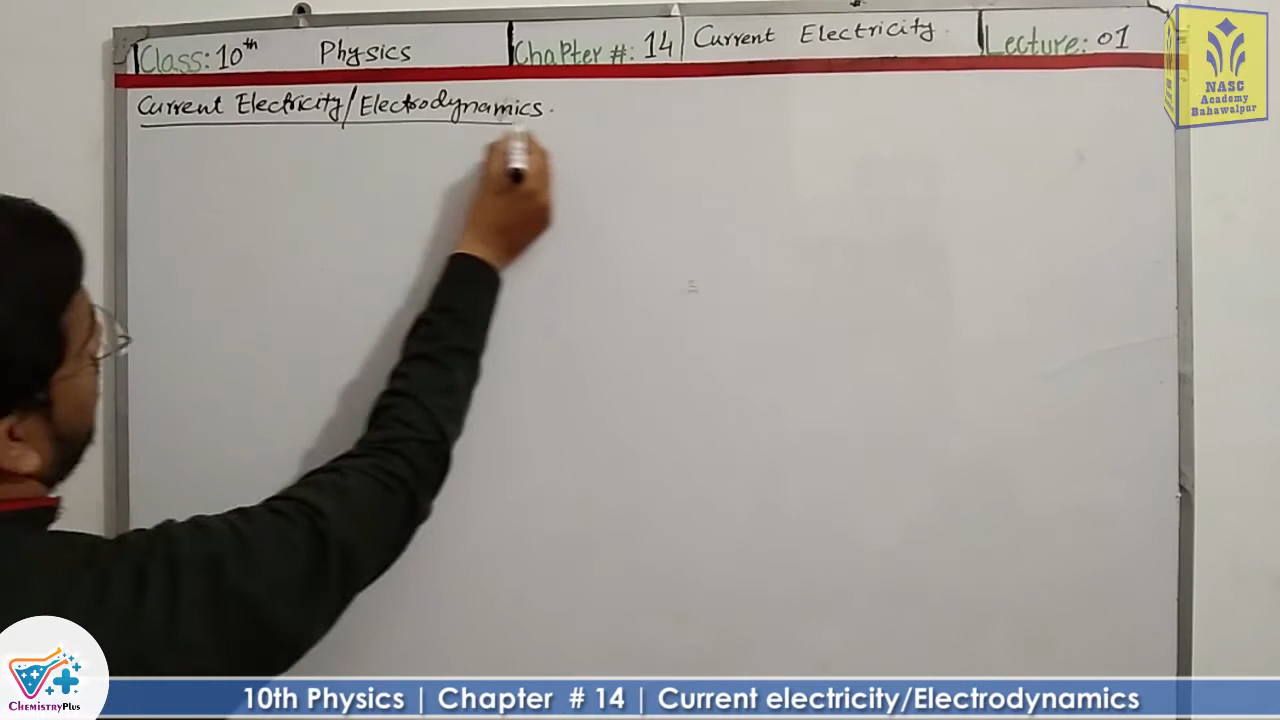 Class: 10th Physics Chapter #: 14 Current Electricity. Lecture: 01
NASC
Academy
Bahawalpur
Current Electricity/Electrodynamics.
ChemistryPlus
10th Physics | Chapter # 14 | Current electricity/Electrodynamics